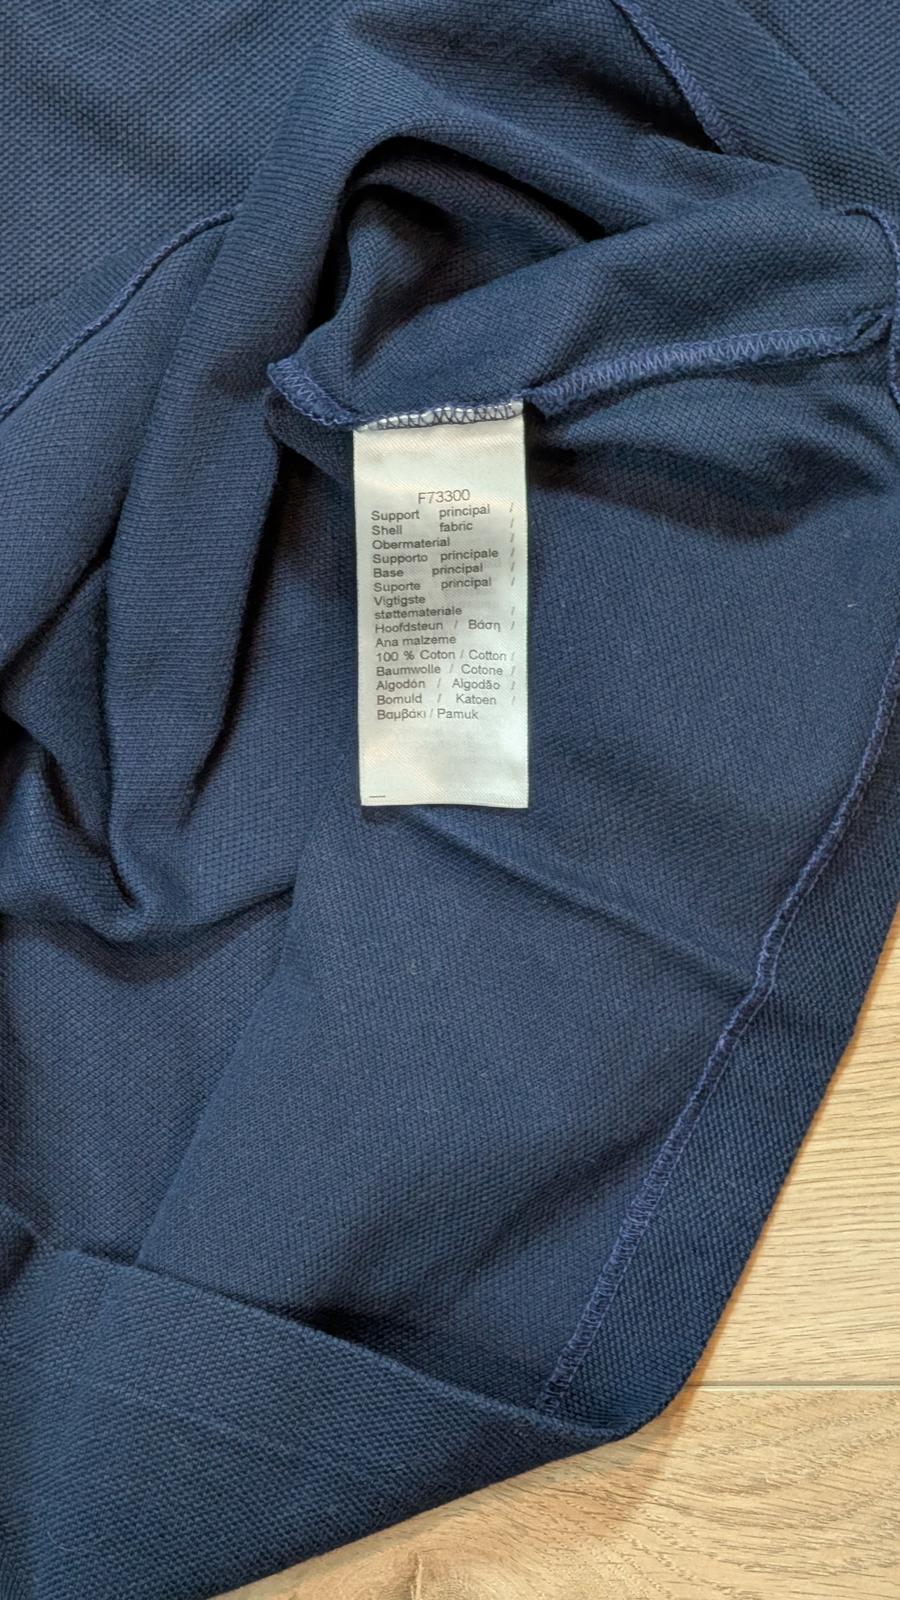 F73300
Support principal /
Shell fabric /
Obermaterial /
Supporto principale /
Base principal /
Suporte principal /
Vigtigste
støttemateriale /
Hoofdsteun / Βάση /
Ana malzeme
100 % Coton / Cotton /
Baumwolle / Cotone /
Algodón / Algodão /
Bomuld / Katoen /
Βαμβάκι / Pamuk